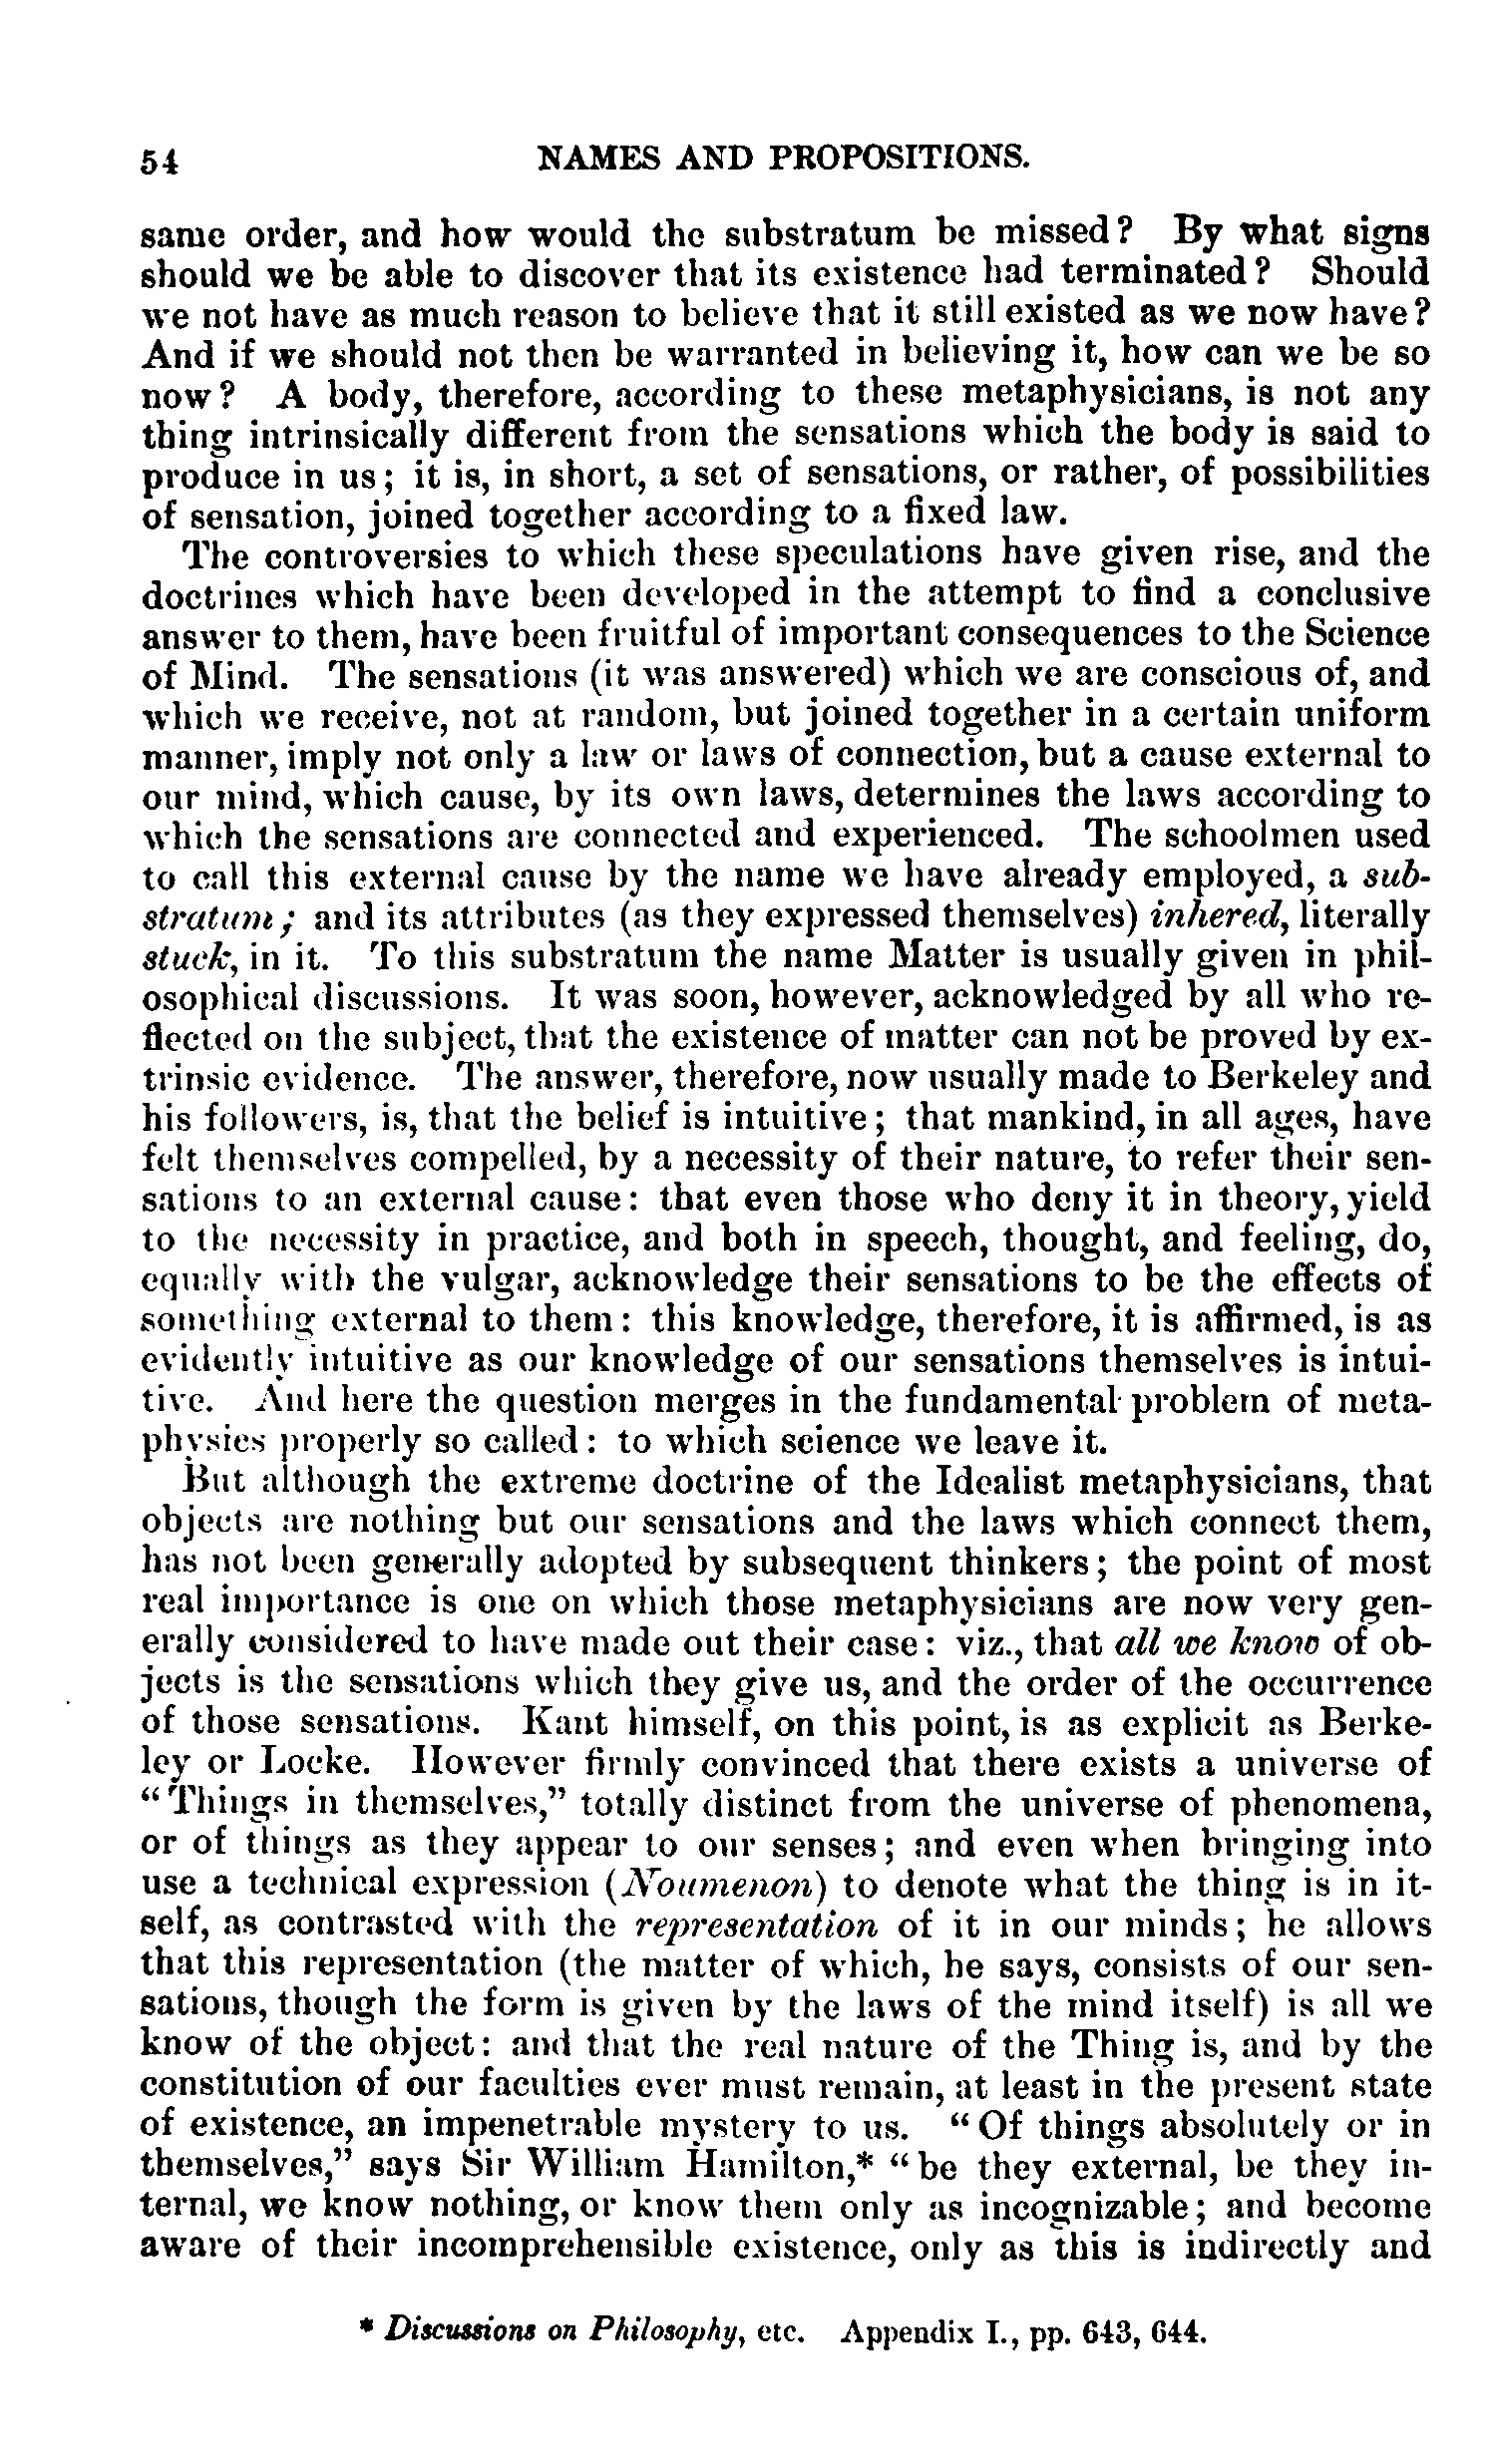 54 NAMES AND PROPOSITIONS.
same order, and how would the substratum be missed? By what signs
should we be able to discover that its existence had terminated? Should
we not have as much reason to believe that it still existed as we now have?
And if we should not then be warranted in believing it, how can we be so
now? A body, therefore, according to these metaphysicians, is not any
thing intrinsically different from the sensations which the body is said to
produce in us; it is, in short, a set of sensations, or rather, of possibilities
of sensation, joined together according to a fixed law.
The controversies to which these speculations have given rise, and the
doctrines which have been developed in the attempt to find a conclusive
answer to them, have been fruitful of important consequences to the Science
of Mind. The sensations (it was answered) which we are conscious of, and
which we receive, not at random, but joined together in a certain uniform
manner, imply not only a law or laws of connection, but a cause external to
our mind, which cause, by its own laws, determines the laws according to
which the sensations are connected and experienced. The schoolmen used
to call this external cause by the name we have already employed, a sub-
stratum; and its attributes (as they expressed themselves) inhered, literally
stuck, in it. To this substratum the name Matter is usually given in phil-
osophical discussions. It was soon, however, acknowledged by all who re-
flected on the subject, that the existence of matter can not be proved by ex-
trinsic evidence. The answer, therefore, now usually made to Berkeley and
his followers, is, that the belief is intuitive; that mankind, in all ages, have
felt themselves compelled, by a necessity of their nature, to refer their sen-
sations to an external cause: that even those who deny it in theory, yield
to the necessity in practice, and both in speech, thought, and feeling, do,
equally with the vulgar, acknowledge their sensations to be the effects of
something external to them: this knowledge, therefore, it is affirmed, is as
evidently intuitive as our knowledge of our sensations themselves is intui-
tive. And here the question merges in the fundamental problem of meta-
physics properly so called: to which science we leave it.
But although the extreme doctrine of the Idealist metaphysicians, that
objects are nothing but our sensations and the laws which connect them,
has not been generally adopted by subsequent thinkers; the point of most
real importance is one on which those metaphysicians are now very gen-
erally considered to have made out their case: viz., that all we know of ob-
jects is the sensations which they give us, and the order of the occurrence
of those sensations. Kant himself, on this point, is as explicit as Berke-
ley or Locke. However firmly convinced that there exists a universe of
“Things in themselves,” totally distinct from the universe of phenomena,
or of things as they appear to our senses; and even when bringing into
use a technical expression (Noumenon) to denote what the thing is in it-
self, as contrasted with the representation of it in our minds; he allows
that this representation (the matter of which, he says, consists of our sen-
sations, though the form is given by the laws of the mind itself) is all we
know of the object: and that the real nature of the Thing is, and by the
constitution of our faculties ever must remain, at least in the present state
of existence, an impenetrable mystery to us. “Of things absolutely or in
themselves,” says Sir William Hamilton,* “be they external, be they in-
ternal, we know nothing, or know them only as incognizable; and become
aware of their incomprehensible existence, only as this is indirectly and
* Discussions on Philosophy, etc. Appendix I., pp. 643, 644.